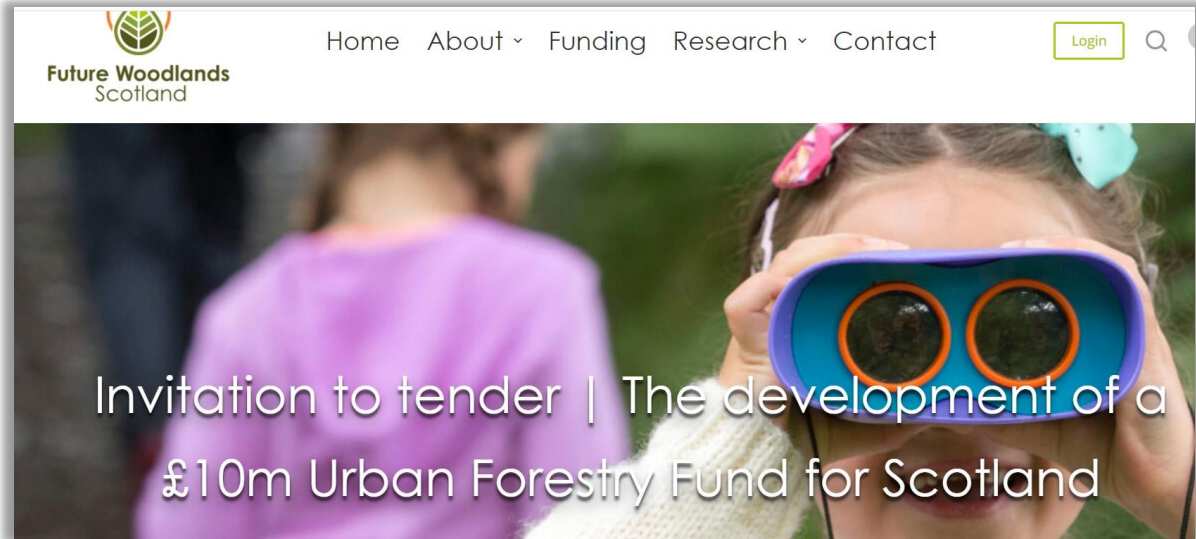 Future Woodlands
Scotland
Home About Funding Research Contact
Login
Invitation to tender | The development of a
£10m Urban Forestry Fund for Scotland